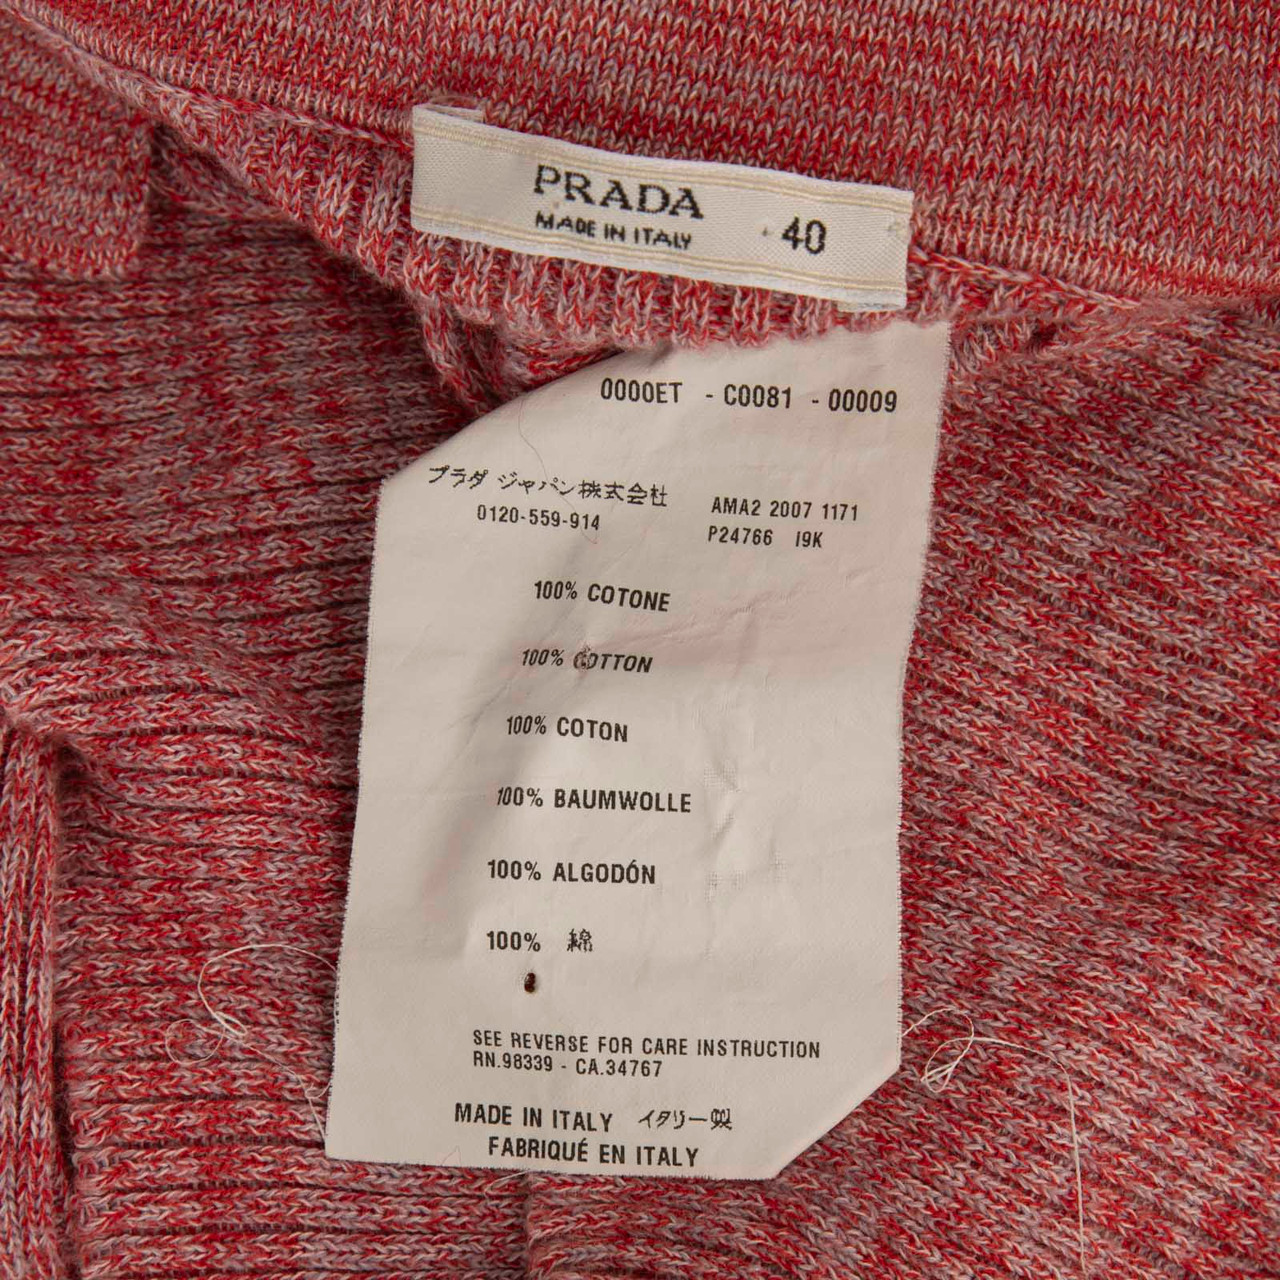 PRADA
MADE IN ITALY
40
0000ET - C0081 - 00009
プラダ ジャパン株式会社
0120-559-914
AMA2 2007 1171
P24766 I9K
100% COTONE
100% COTTON
100% COTON
100% BAUMWOLLE
100% ALGODÓN
100% 綿
SEE REVERSE FOR CARE INSTRUCTION
RN.98339 - CA.34767
MADE IN ITALY イタリー製
FABRIQUÉ EN ITALY